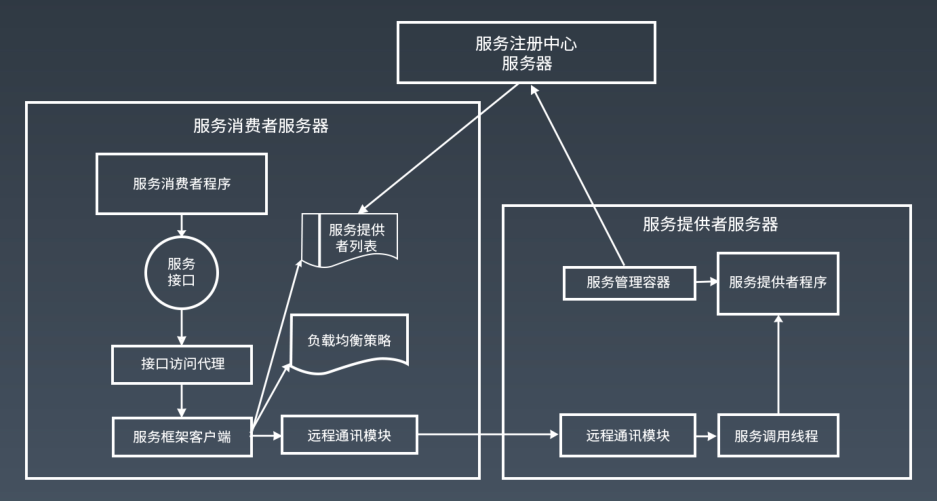 服务注册中心
服务器
服务消费者服务器
服务消费者程序
服务
接口
接口访问代理
服务框架客户端
服务提供
者列表
负载均衡策略
远程通讯模块
服务提供者服务器
服务管理容器
服务提供者程序
远程通讯模块
服务调用线程